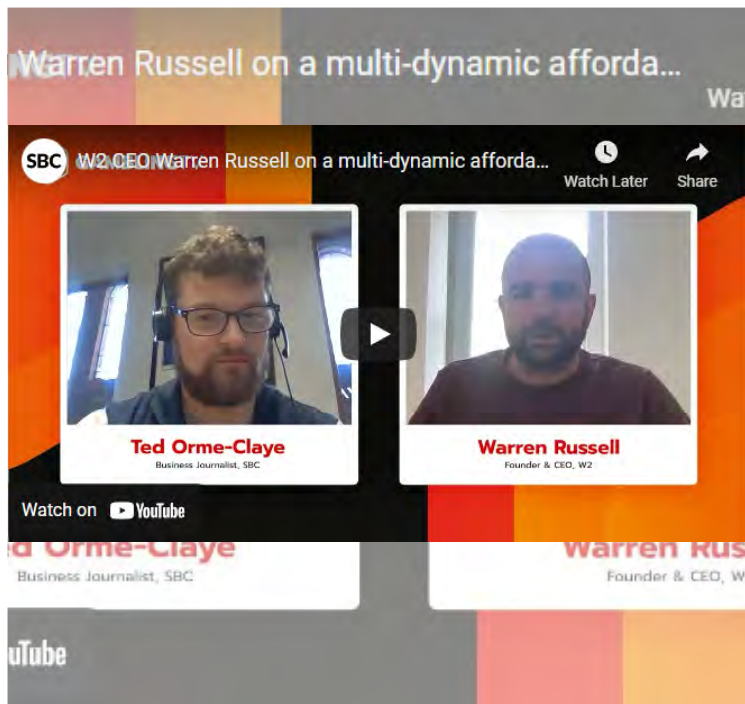 Warren Russell on a multi-dynamic afforda...
Wa
SBC
W2 CEO Warren Russell on a multi-dynamic afforda...
Watch Later
Share
Ted Orme-Claye
Business Journalist, SBC
Warren Russell
Founder & CEO, W2
Watch on YouTube
d Orme-Claye
Warren Rus
Business Journalist, SBC
Founder & CEO, W
uTube